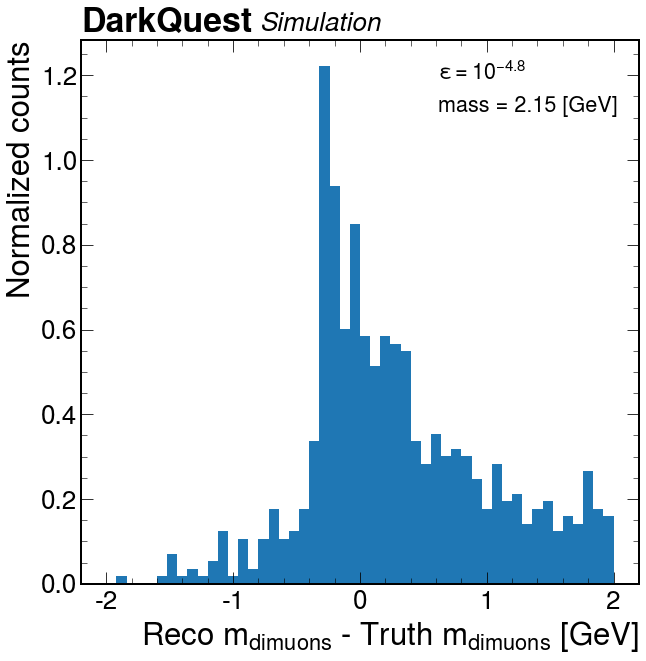 DarkQuest Simulation
ε = 10^−4.8
mass = 2.15 [GeV]
Normalized counts
1.2
1.0
0.8
0.6
0.4
0.2
0.0
-2 -1 0 1 2
Reco m_dimuons - Truth m_dimuons [GeV]